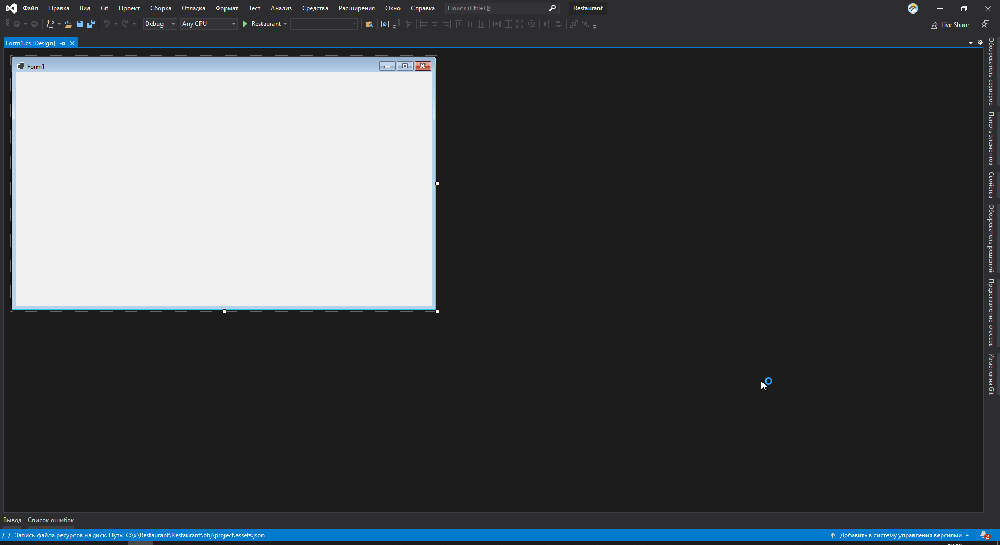 Файл Правка Вид Git Проект Сборка Отладка Формат Тест Анализ Средства Расширения Окно Справка Поиск (Ctrl+Q) Restaurant
Debug Any CPU Restaurant Live Share
Form1.cs [Design]
Form1
Обозреватель серверов
Панель элементов
Свойства
Обозреватель решений
Представление классов
Изменения Git
Вывод Список ошибок
Запись файла ресурсов на диск. Путь: C:\x\Restaurant\Restaurant\obj\project.assets.json Добавить в систему управления версиями 2